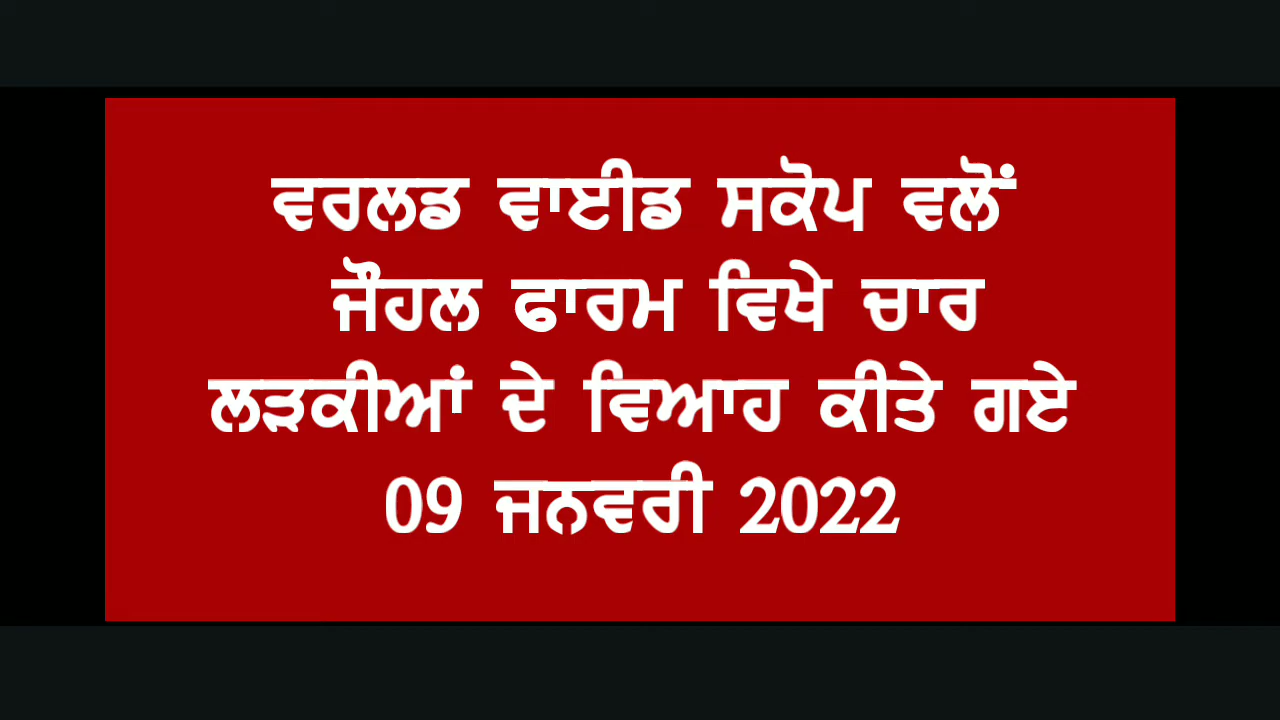 ਵਰਲਡ ਵਾਈਡ ਸਕੋਪ ਵਲੋਂ
ਜੌਹਲ ਫਾਰਮ ਵਿਖੇ ਚਾਰ
ਲੜਕੀਆਂ ਦੇ ਵਿਆਹ ਕੀਤੇ ਗਏ
09 ਜਨਵਰੀ 2022